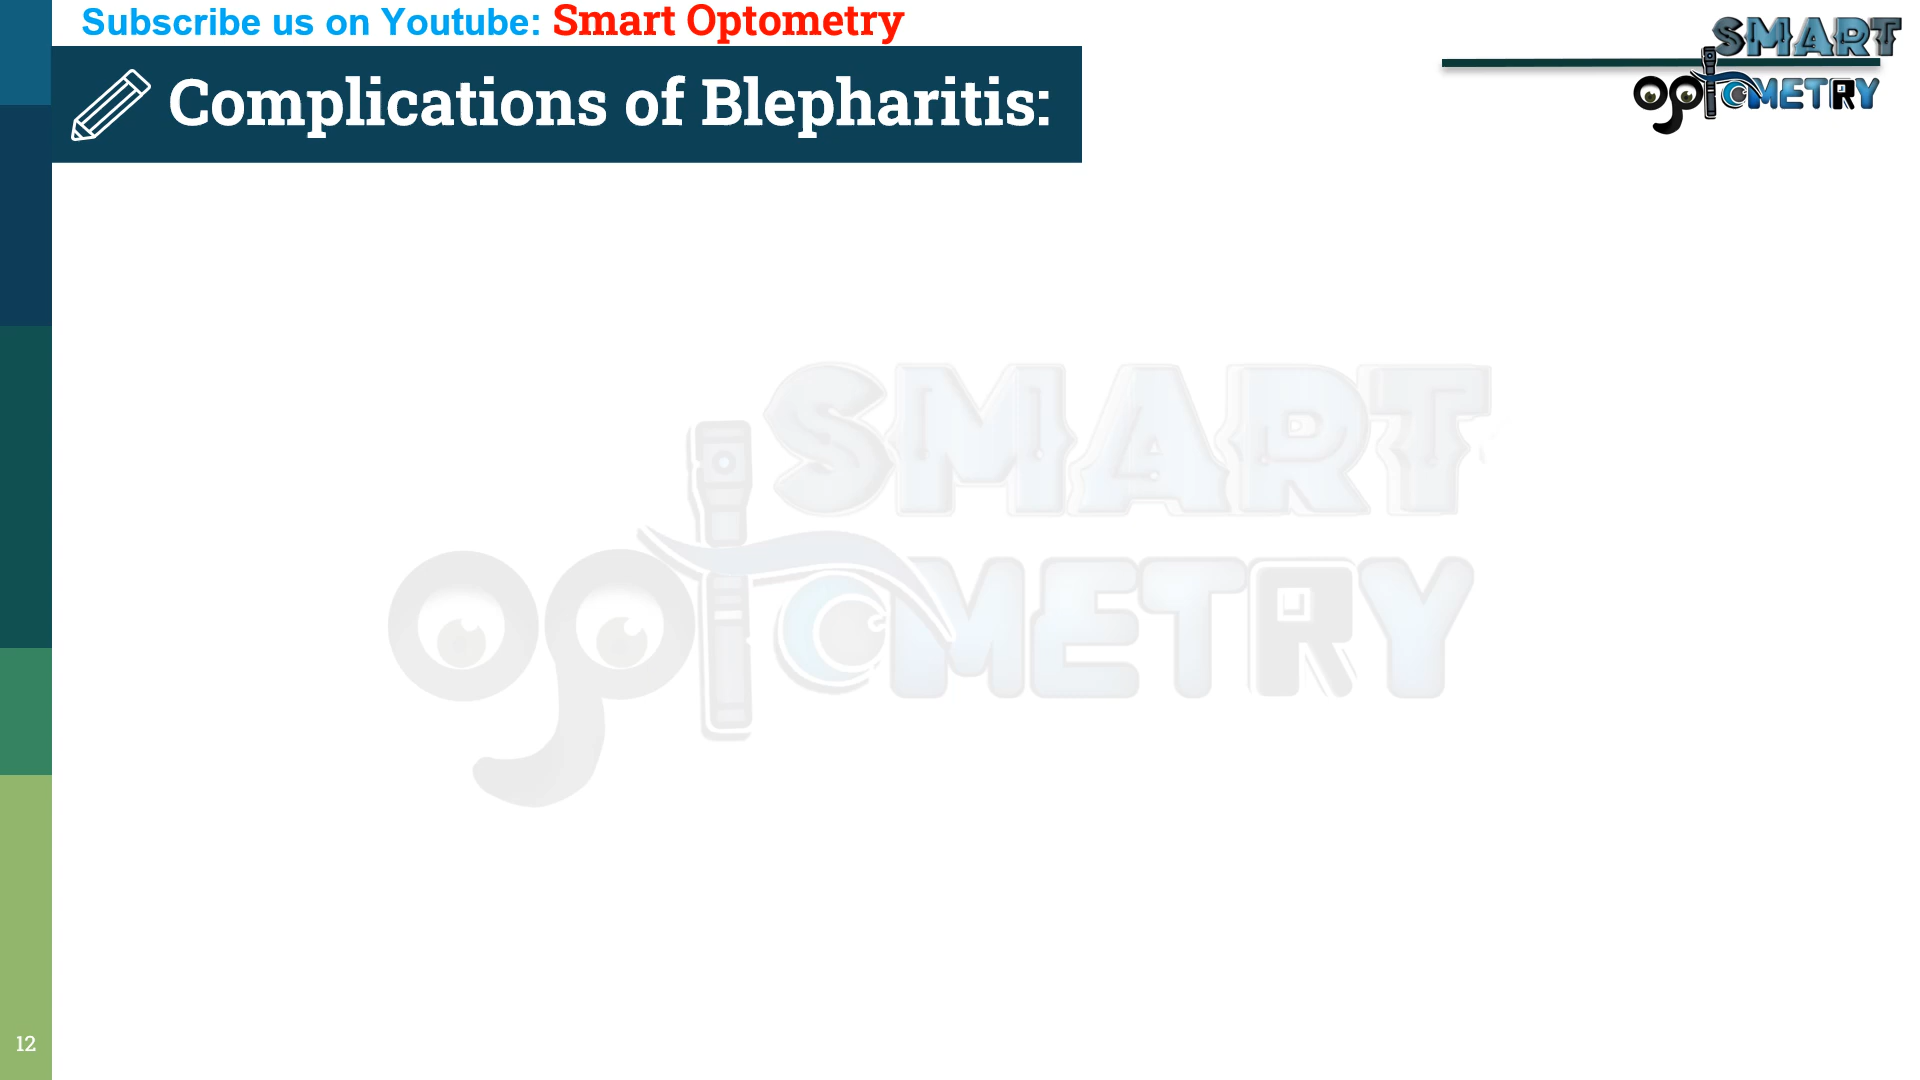 Subscribe us on Youtube: Smart Optometry
Complications of Blepharitis:
SMART
OptOMETRY
SMART
OptOMETRY
12